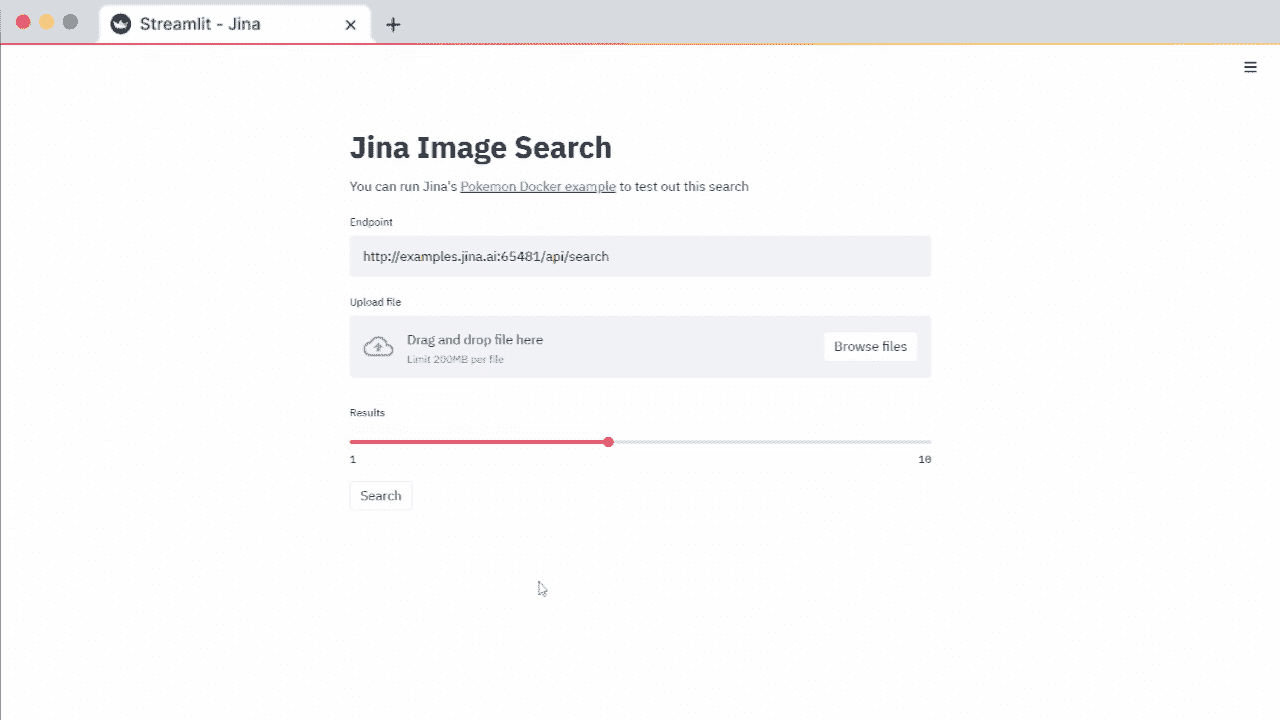 Streamlit - Jina
Jina Image Search
You can run Jina's Pokemon Docker example to test out this search
Endpoint
http://examples.jina.ai:65481/api/search
Upload file
Drag and drop file here
Limit 200MB per file
Browse files
Results
1
10
Search